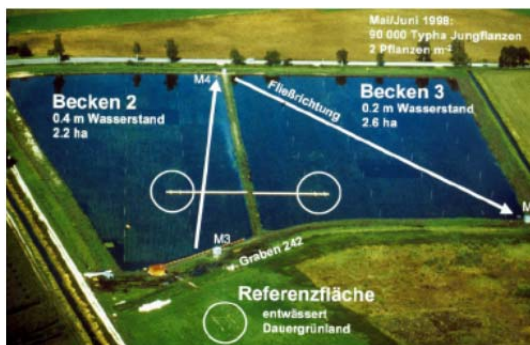 Mai/Juni 1998:
90 000 Typha Jungpflanzen
2 Pflanzen m-2
M4
Becken 2
0.4 m Wasserstand
2.2 ha
Becken 3
0.2 m Wasserstand
2.6 ha
Fließrichtung
M3
Graben 242
Referenzfläche
entwässert
Dauergrünland